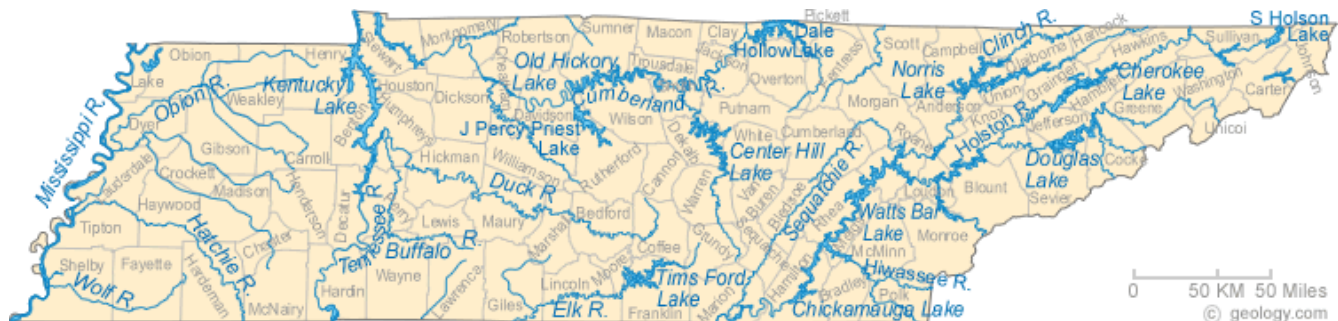 Pickett
S Holson
Lake
Obion
Henry
Stewart
Montgomery
Robertson
Sumner
Macon
Clay
Dale
Hollow Lake
Jackson
Fentress
Scott
Campbell
Clinch R.
Claiborne
Hancock
Hawkins
Sullivan
Johnson
Lake
Obion R.
Weakley
Kentucky
Lake
Houston
Cheatham
Old Hickory
Lake
Trousdale
Overton
Norris
Lake
Union
Grainger
Hamblen
Cherokee
Lake
Washington
Carter
Mississippi R.
Dyer
Benton
Humphreys
Dickson
Davidson
Cumberland R.
Wilson
Putnam
Morgan
Anderson
Knox
Jefferson
Greene
Unicoi
Gibson
Carroll
J Percy Priest
Lake
Dekalb
White
Cumberland
Roane
Holston R.
Lauderdale
Crockett
Madison
Henderson
Decatur
Perry
Hickman
Williamson
Rutherford
Cannon
Warren
Center Hill
Lake
Van
Buren
Bledsoe
Sequatchie R.
Rhea
Loudon
Blount
Douglas
Lake
Cocke
Sevier
Tipton
Haywood
Hatchie R.
Chester
Tennessee R.
Lewis
Maury
Duck R.
Marshall
Bedford
Coffee
Grundy
Sequatchie
Watts Bar
Lake
Monroe
Shelby
Fayette
Hardeman
Buffalo R.
Wayne
Lawrence
Lincoln
Moore
Tims Ford
Lake
Hamilton
McMinn
Hiwassee R.
Wolf R.
McNairy
Hardin
Giles
Elk R.
Franklin
Marion
Bradley
Polk
Chickamauga Lake
0 50 KM 50 Miles
© geology.com